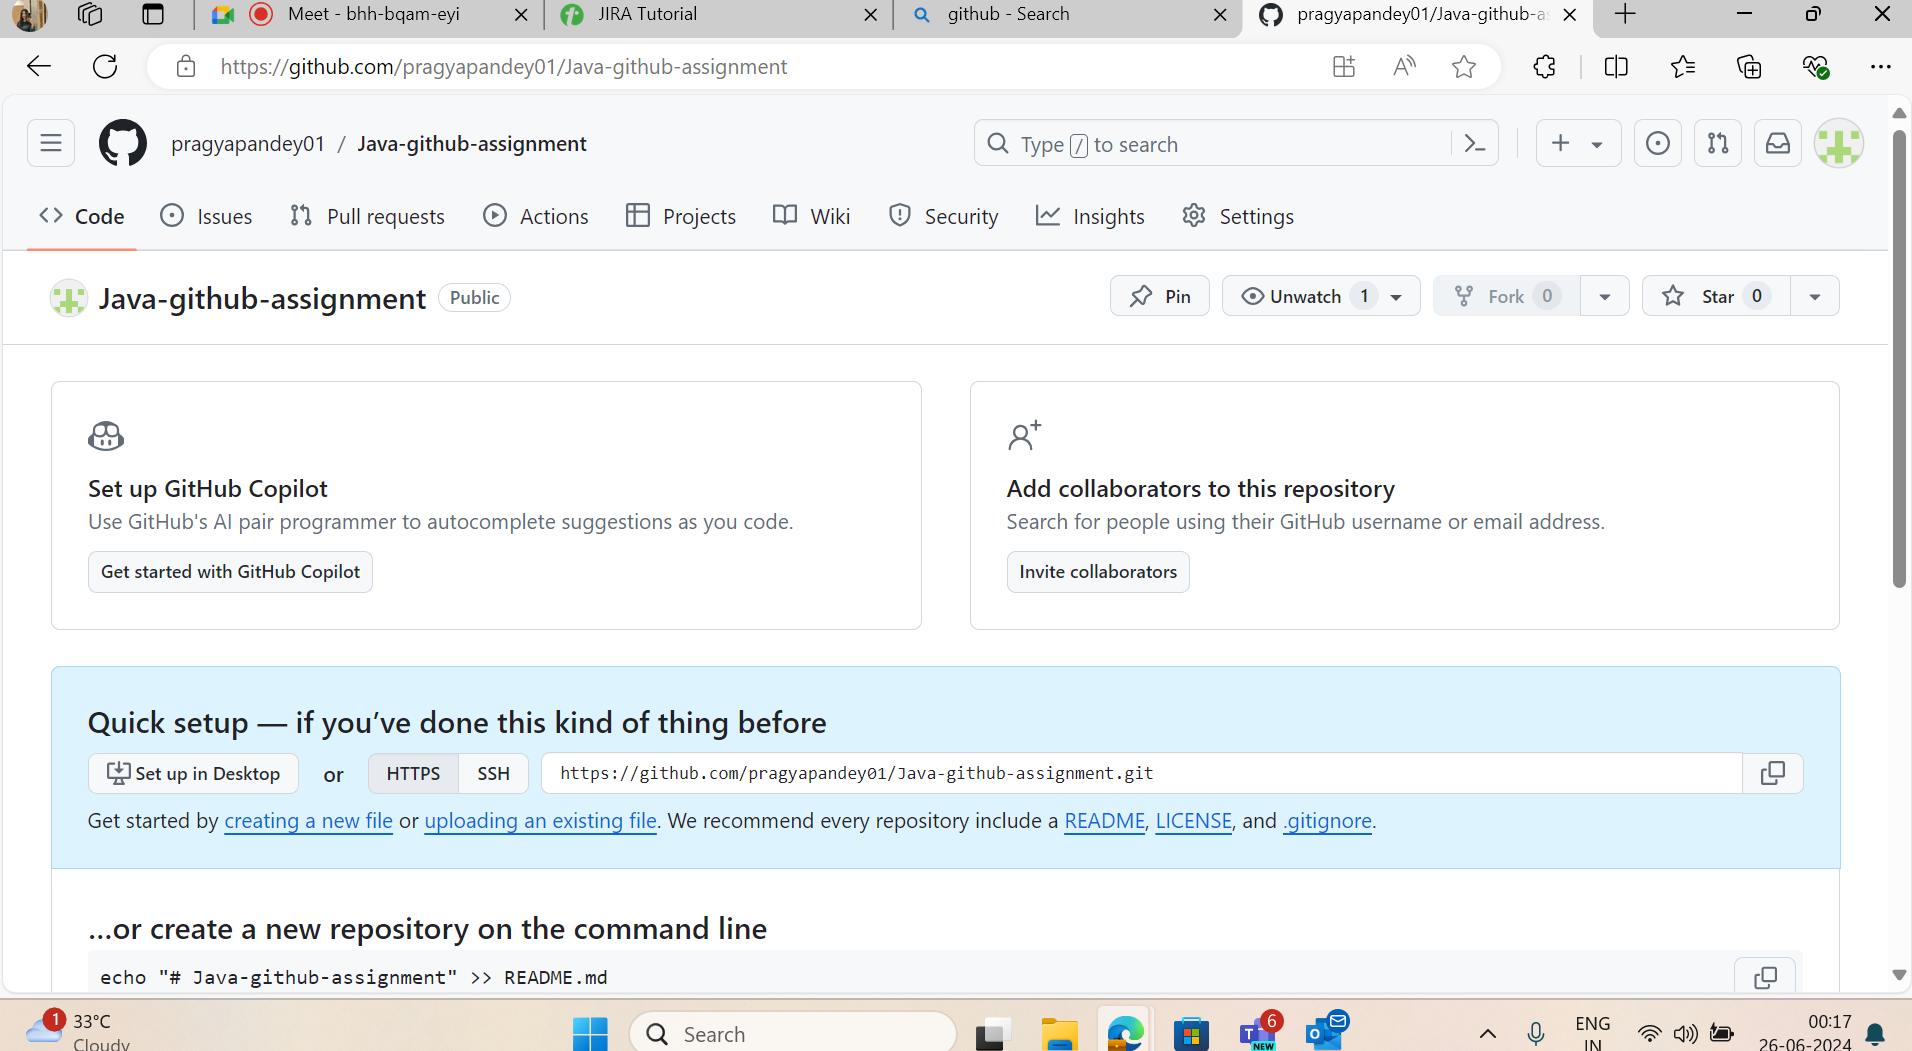 Meet - bhh-bqam-eyi
JIRA Tutorial
github - Search
pragyapandey01/Java-github-as
https://github.com/pragyapandey01/Java-github-assignment
pragyapandey01 / Java-github-assignment
Type / to search
Code
Issues
Pull requests
Actions
Projects
Wiki
Security
Insights
Settings
Java-github-assignment Public
Pin
Unwatch 1
Fork 0
Star 0
Set up GitHub Copilot
Use GitHub's AI pair programmer to autocomplete suggestions as you code.
Get started with GitHub Copilot
Add collaborators to this repository
Search for people using their GitHub username or email address.
Invite collaborators
Quick setup — if you’ve done this kind of thing before
Set up in Desktop or HTTPS SSH https://github.com/pragyapandey01/Java-github-assignment.git
Get started by creating a new file or uploading an existing file. We recommend every repository include a README, LICENSE, and .gitignore.
…or create a new repository on the command line
echo "# Java-github-assignment" >> README.md
1
33°C
Cloudy
Search
6
NEW
ENG
IN
00:17
26-06-2024